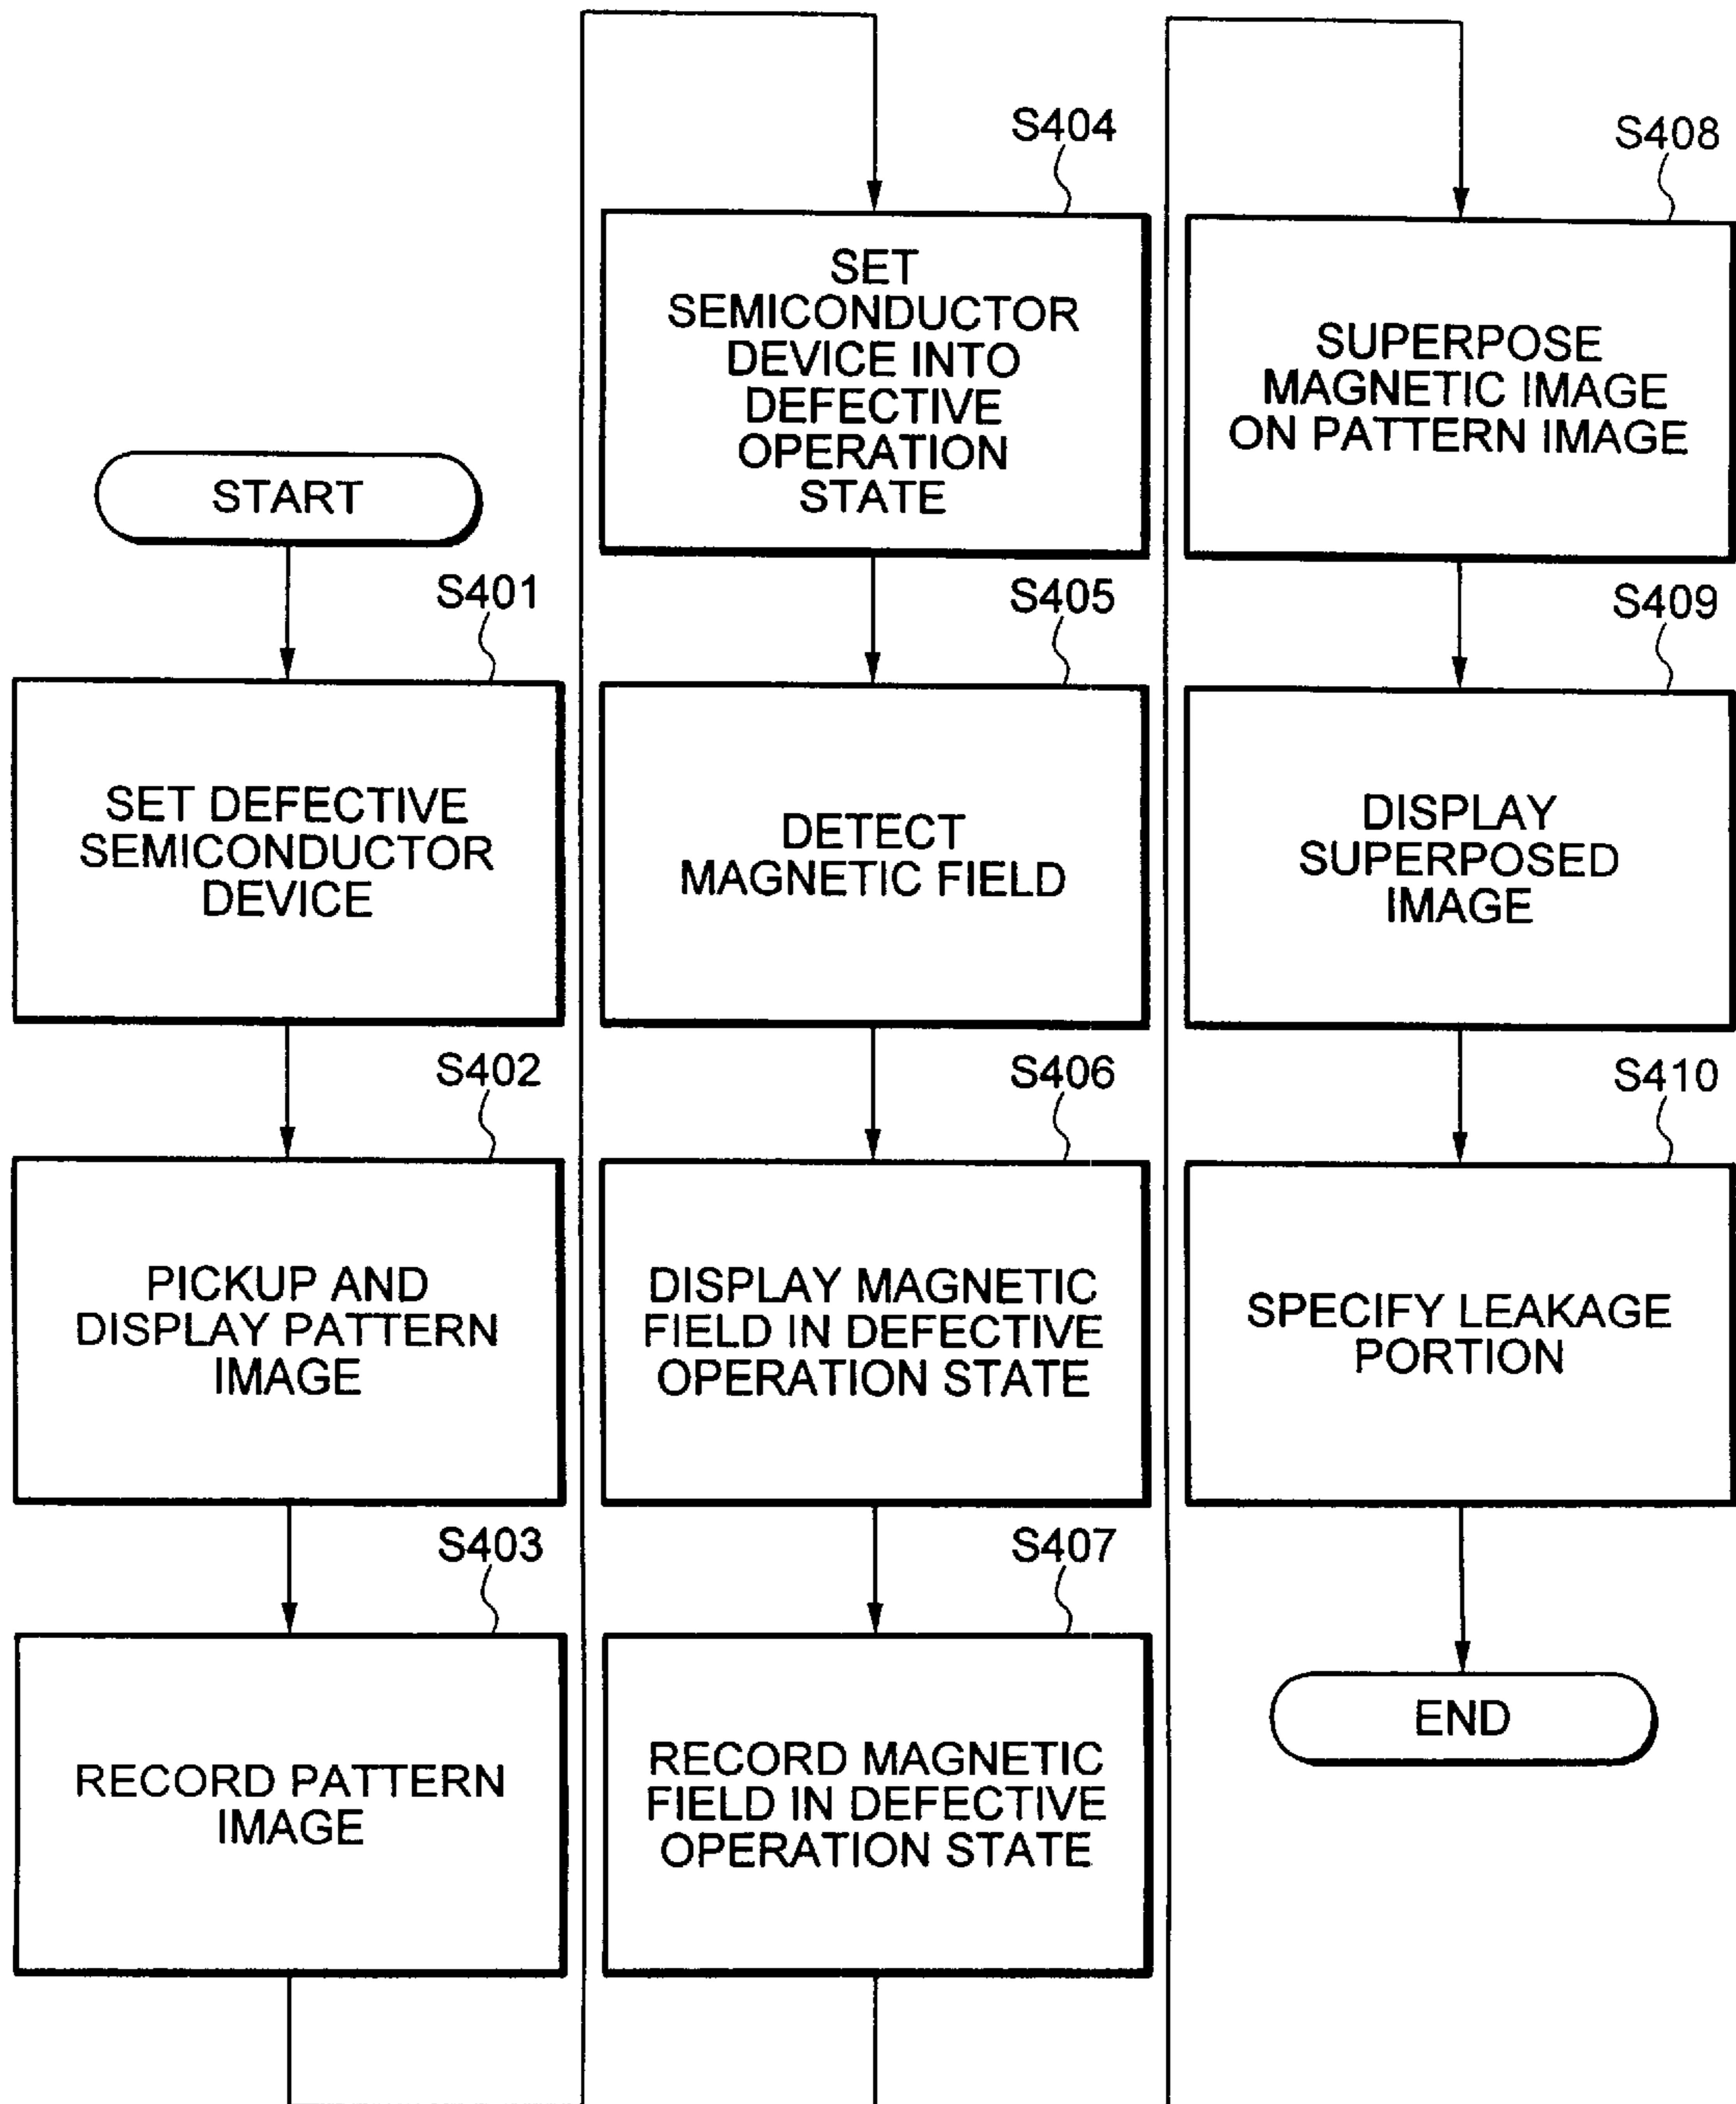 START
S401
SET DEFECTIVE
SEMICONDUCTOR
DEVICE
S402
PICKUP AND
DISPLAY PATTERN
IMAGE
S403
RECORD PATTERN
IMAGE
S404
SET
SEMICONDUCTOR
DEVICE INTO
DEFECTIVE
OPERATION
STATE
S405
DETECT
MAGNETIC FIELD
S406
DISPLAY MAGNETIC
FIELD IN DEFECTIVE
OPERATION STATE
S407
RECORD MAGNETIC
FIELD IN DEFECTIVE
OPERATION STATE
S408
SUPERPOSE
MAGNETIC IMAGE
ON PATTERN IMAGE
S409
DISPLAY
SUPERPOSED
IMAGE
S410
SPECIFY LEAKAGE
PORTION
END